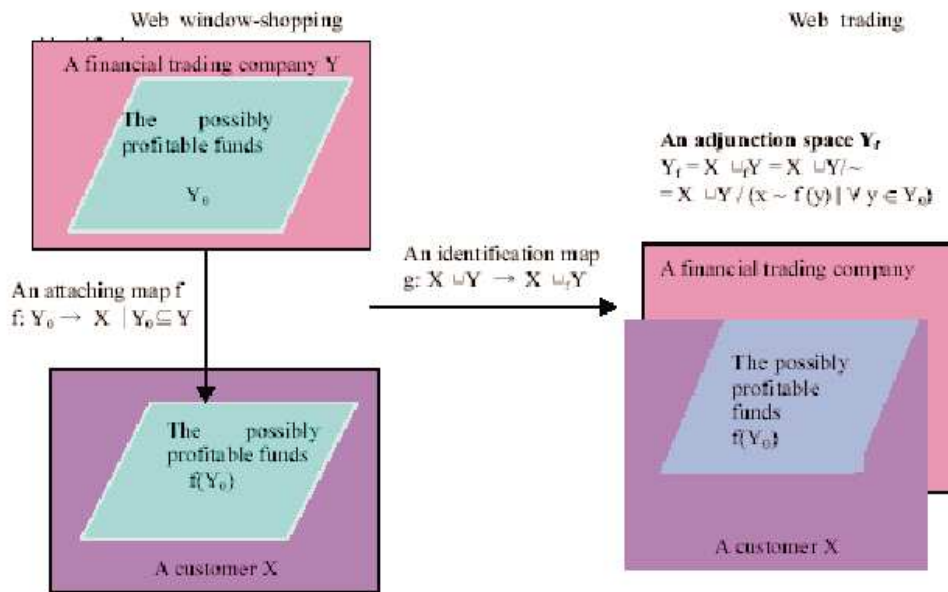 Web window-shopping
Web trading
A financial trading company Y
The possibly
profitable funds
Y₀
An adjunction space Y_f
Y_f = X ⊔_f Y = X ⊔Y/~
= X ⊔Y / (x ~ f (y) | ∀ y ∈ Y₀)
An identification map
g: X ⊔Y → X ⊔_f Y
An attaching map f
f: Y₀ → X | Y₀ ⊆ Y
A financial trading company
The possibly
profitable
funds
f(Y₀)
The possibly
profitable funds
f(Y₀)
A customer X
A customer X